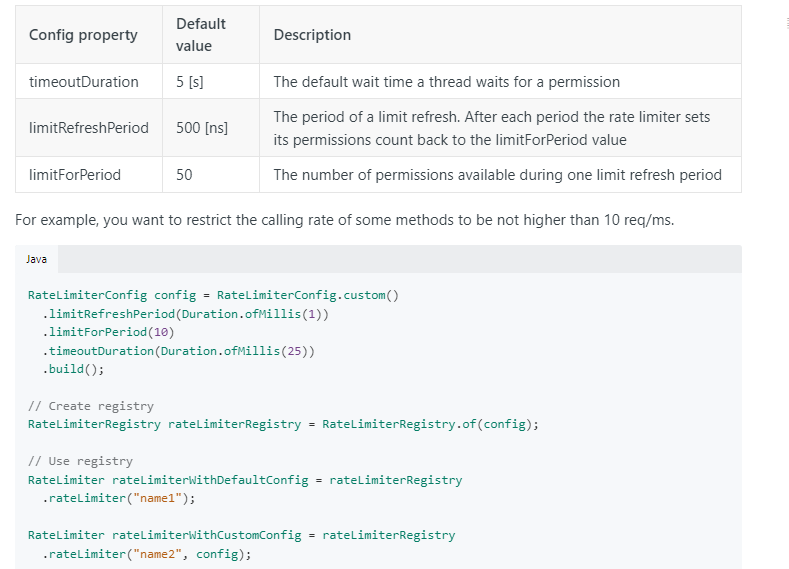 Config property
Default
value
Description
timeoutDuration
5 [s]
The default wait time a thread waits for a permission
limitRefreshPeriod
500 [ns]
The period of a limit refresh. After each period the rate limiter sets
its permissions count back to the limitForPeriod value
limitForPeriod
50
The number of permissions available during one limit refresh period
For example, you want to restrict the calling rate of some methods to be not higher than 10 req/ms.
Java
RateLimiterConfig config = RateLimiterConfig.custom()
  .limitRefreshPeriod(Duration.ofMillis(1))
  .limitForPeriod(10)
  .timeoutDuration(Duration.ofMillis(25))
  .build();
// Create registry
RateLimiterRegistry rateLimiterRegistry = RateLimiterRegistry.of(config);
// Use registry
RateLimiter rateLimiterWithDefaultConfig = rateLimiterRegistry
  .rateLimiter("name1");
RateLimiter rateLimiterWithCustomConfig = rateLimiterRegistry
  .rateLimiter("name2", config);